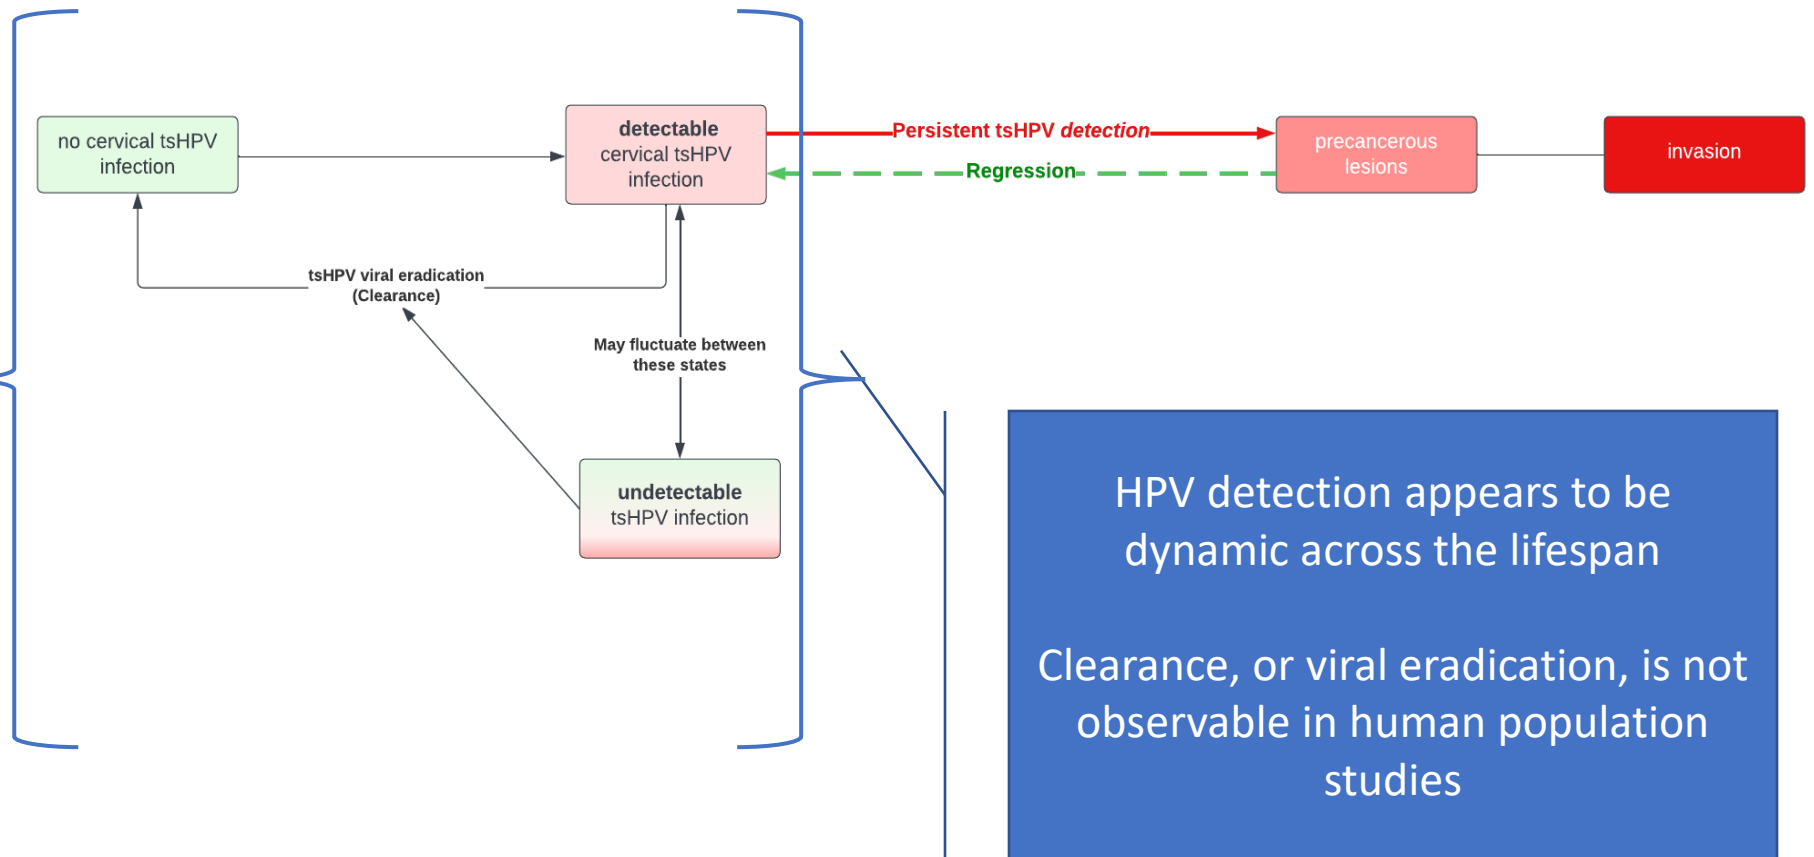 no cervical tsHPV
infection
detectable
cervical tsHPV
infection
Persistent tsHPV detection
Regression
precancerous
lesions
invasion
tsHPV viral eradication
(Clearance)
May fluctuate between
these states
undetectable
tsHPV infection
HPV detection appears to be
dynamic across the lifespan
Clearance, or viral eradication, is not
observable in human population
studies